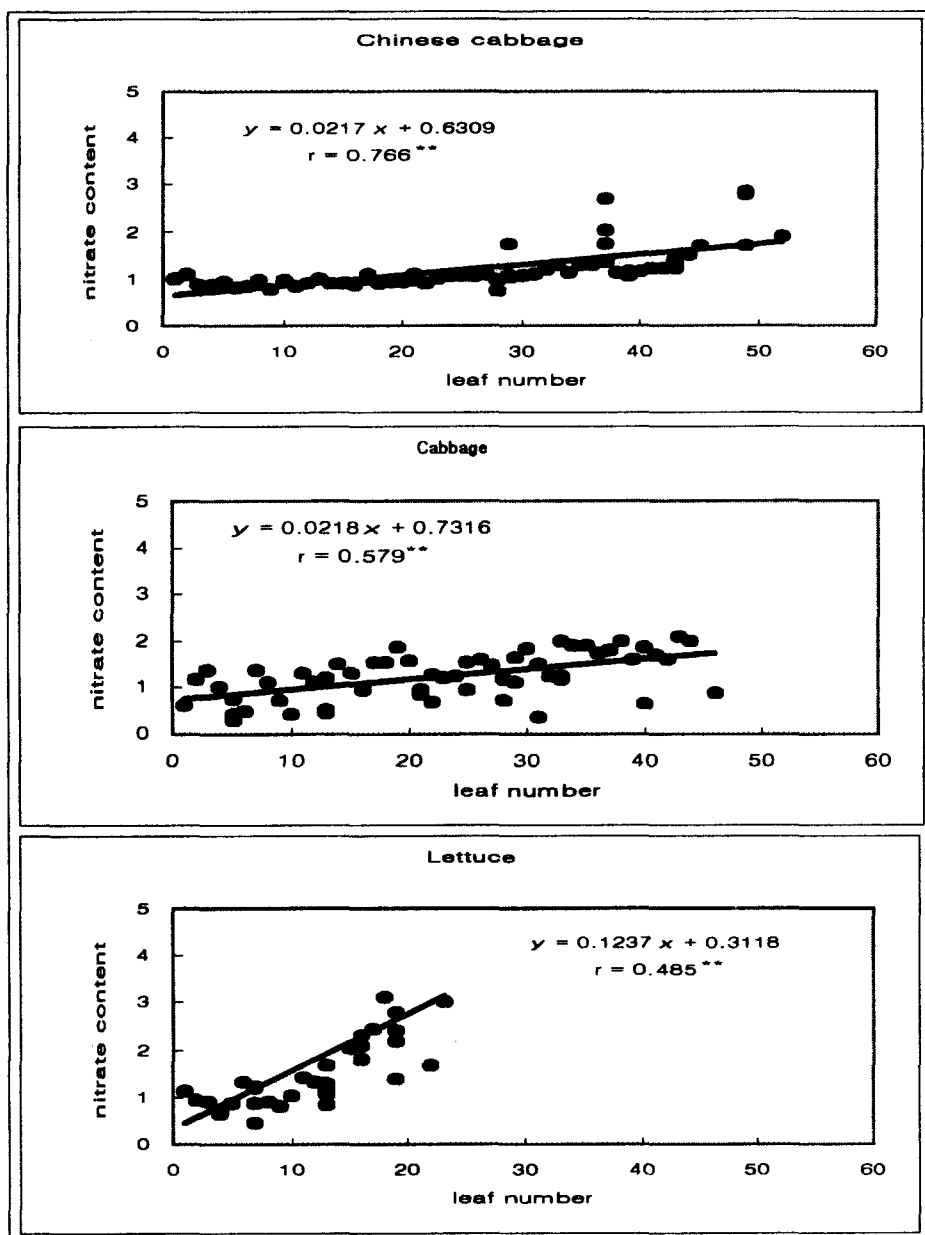 Chinese cabbage
5
4
3
2
1
0
nitrate content
y = 0.0217 x + 0.6309
r = 0.766**
0 10 20 30 40 50 60
leaf number
Cabbage
5
4
3
2
1
0
nitrate content
y = 0.0218 x + 0.7316
r = 0.579**
0 10 20 30 40 50 60
leaf number
Lettuce
5
4
3
2
1
0
nitrate content
y = 0.1237 x + 0.3118
r = 0.485**
0 10 20 30 40 50 60
leaf number